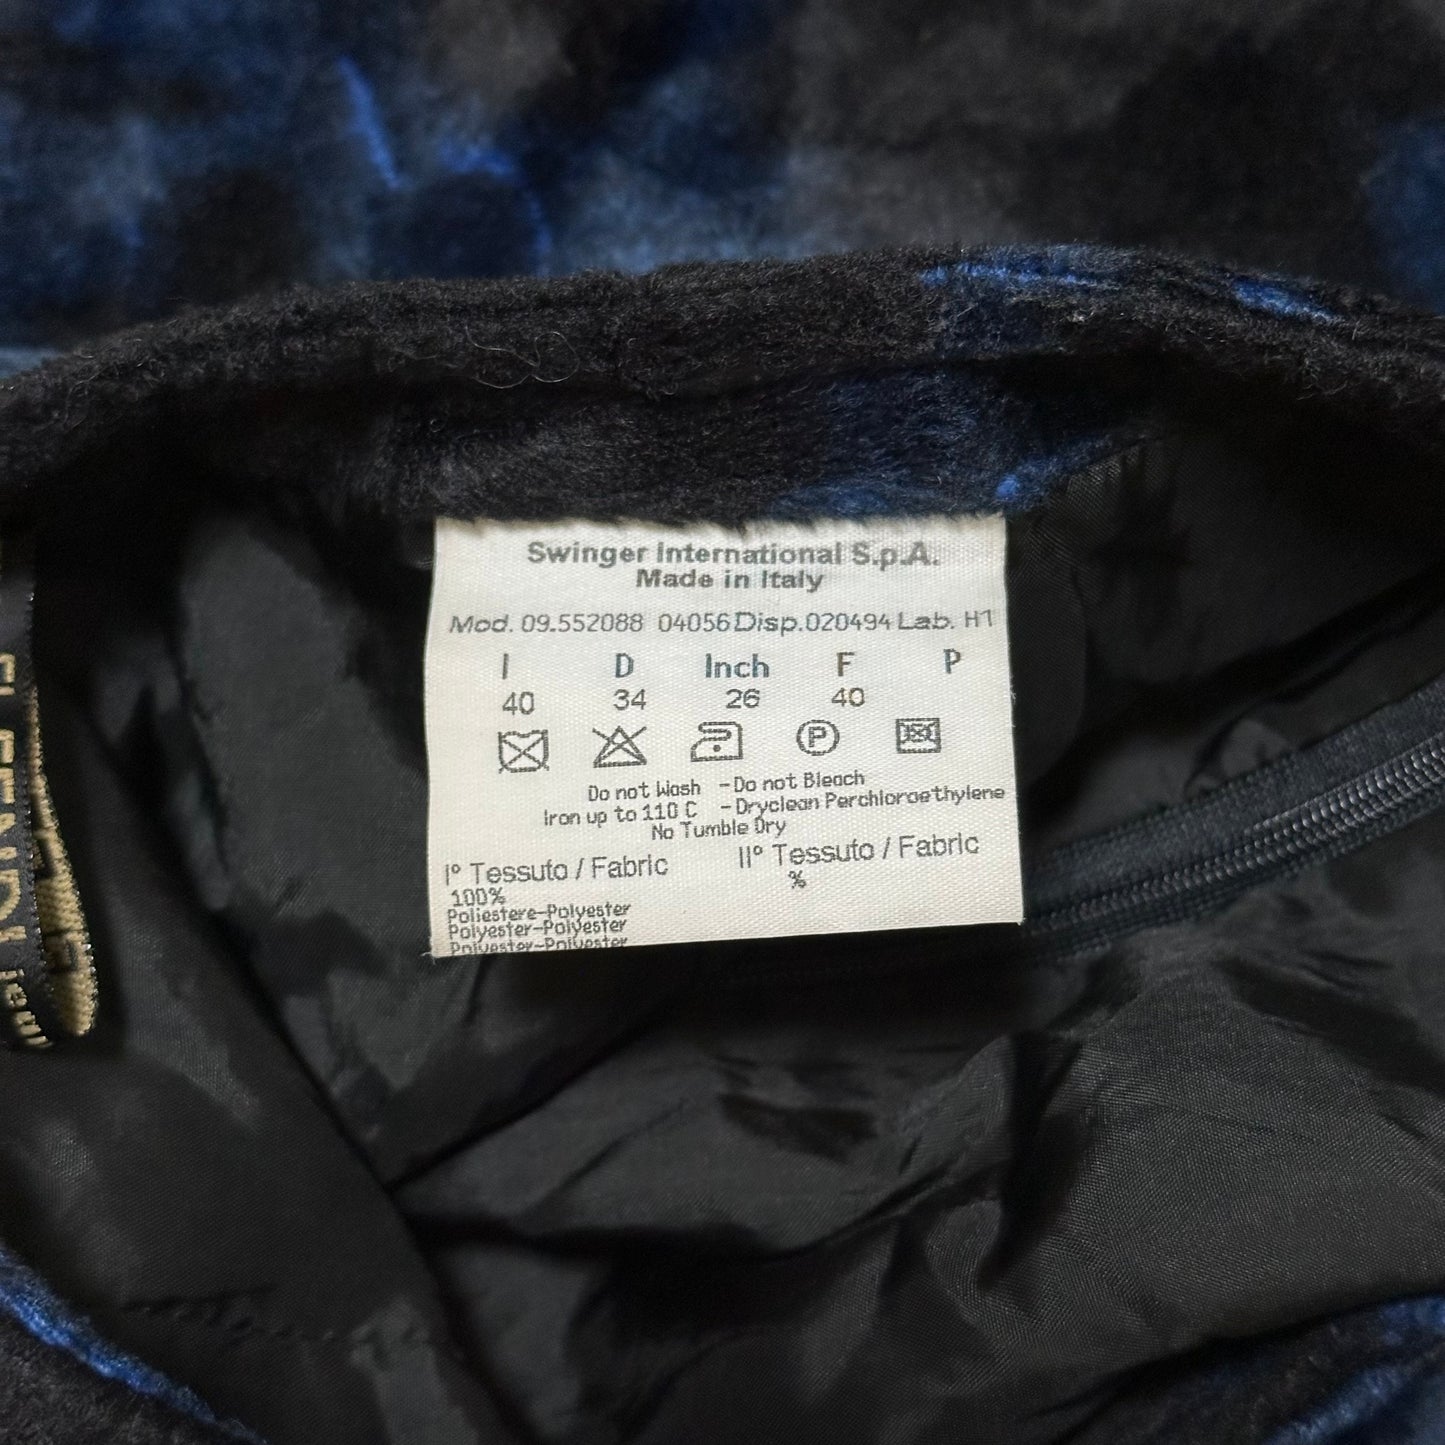 Swinger International S.p.A.
Made in Italy
Mod. 09.552088 04056 Disp.020494 Lab. H1
I D Inch F P
40 34 26 40
P
Do not Wash - Do not Bleach
Iron up to 110 C - Dryclean Perchloroethylene
No Tumble Dry
I° Tessuto / Fabric II° Tessuto / Fabric
100% %
Poliestere-Polyester
Polyester-Polyester